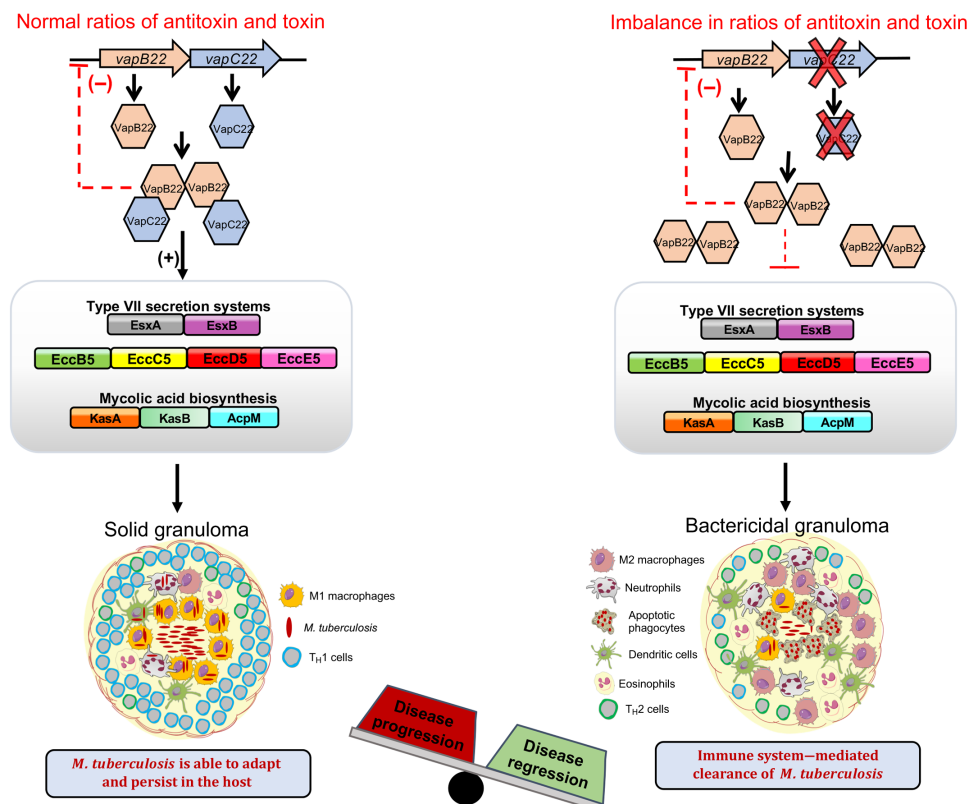 Normal ratios of antitoxin and toxin
vapB22
vapC22
(−)
VapB22
VapC22
VapB22
VapB22
VapC22
VapC22
(+)
Type VII secretion systems
EsxA
EsxB
EccB5
EccC5
EccD5
EccE5
Mycolic acid biosynthesis
KasA
KasB
AcpM
Solid granuloma
M1 macrophages
M. tuberculosis
TH1 cells
M. tuberculosis is able to adapt
and persist in the host
Disease
progression
Disease
regression
Imbalance in ratios of antitoxin and toxin
vapB22
vapC22
(−)
VapB22
VapC22
VapB22
VapB22
VapB22
VapB22
VapB22
VapB22
Type VII secretion systems
EsxA
EsxB
EccB5
EccC5
EccD5
EccE5
Mycolic acid biosynthesis
KasA
KasB
AcpM
Bactericidal granuloma
M2 macrophages
Neutrophils
Apoptotic
phagocytes
Dendritic cells
Eosinophils
TH2 cells
Immune system—mediated
clearance of M. tuberculosis